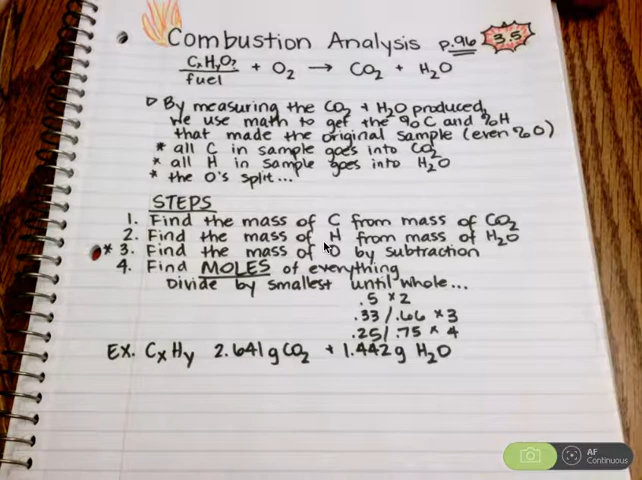 Combustion Analysis p.96 3.5
CxHyO? + O2 → CO2 + H2O
fuel
▷ By measuring the CO2 + H2O produced,
we use math to get the %C and %H
that made the original sample (even %O)
* all C in sample goes into CO2
* all H in sample goes into H2O
* the O's split...
STEPS
1. Find the mass of C from mass of CO2
2. Find the mass of H from mass of H2O
* 3. Find the mass of O by subtraction
4. Find MOLES of everything
Divide by smallest until whole...
.5 × 2
.33/.66 × 3
.25/.75 × 4
EX. CxHy 2.641g CO2 + 1.442g H2O
AF
Continuous